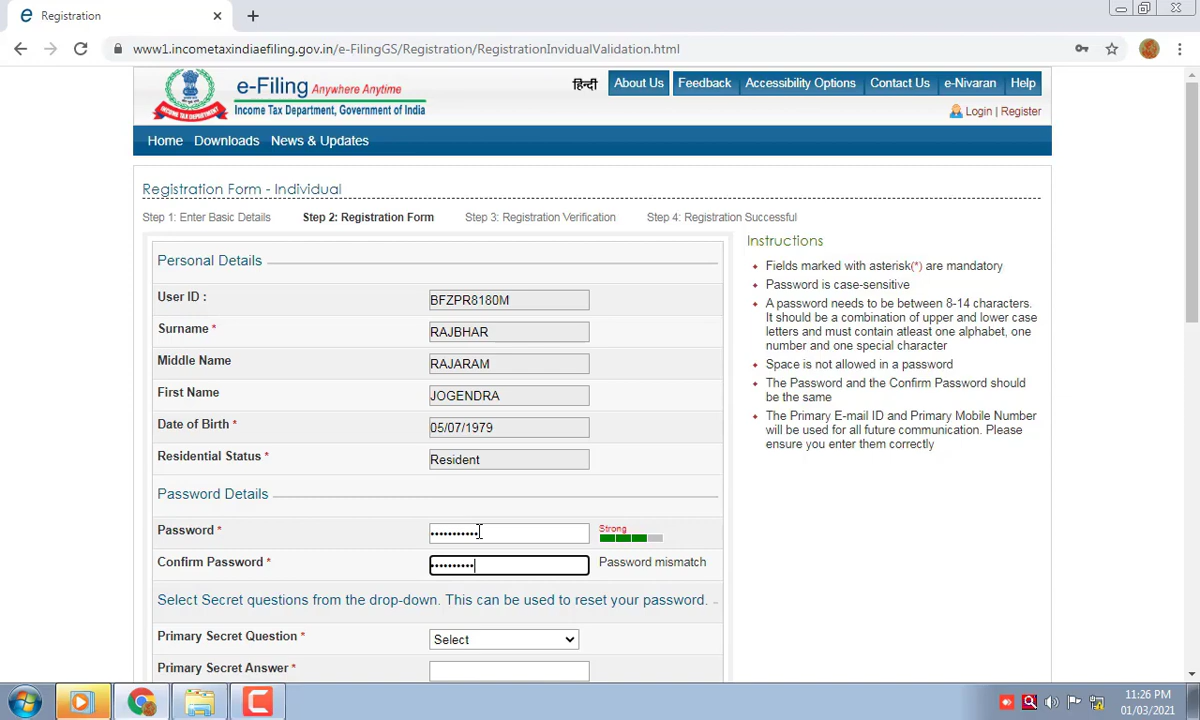 Registration
www1.incometaxindiaefiling.gov.in/e-FilingGS/Registration/RegistrationInvidualValidation.html
e-Filing Anywhere Anytime
Income Tax Department, Government of India
INCOME TAX DEPARTMENT
हिन्दी About Us Feedback Accessibility Options Contact Us e-Nivaran Help
Login | Register
Home Downloads News & Updates
Registration Form - Individual
Step 1: Enter Basic Details Step 2: Registration Form Step 3: Registration Verification Step 4: Registration Successful
Personal Details
User ID : BFZPR8180M
Surname * RAJBHAR
Middle Name RAJARAM
First Name JOGENDRA
Date of Birth * 05/07/1979
Residential Status * Resident
Password Details
Password * ••••••••••• Strong
Confirm Password * •••••••••• Password mismatch
Select Secret questions from the drop-down. This can be used to reset your password.
Primary Secret Question * Select
Primary Secret Answer *
Instructions
Fields marked with asterisk(*) are mandatory
Password is case-sensitive
A password needs to be between 8-14 characters.
It should be a combination of upper and lower case
letters and must contain atleast one alphabet, one
number and one special character
Space is not allowed in a password
The Password and the Confirm Password should
be the same
The Primary E-mail ID and Primary Mobile Number
will be used for all future communication. Please
ensure you enter them correctly
11:26 PM
01/03/2021